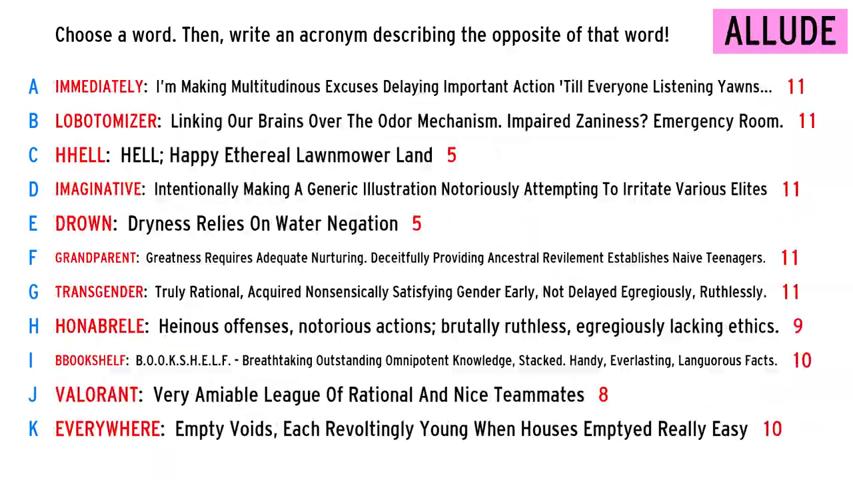 Choose a word. Then, write an acronym describing the opposite of that word!
ALLUDE
A IMMEDIATELY: I'm Making Multitudinous Excuses Delaying Important Action 'Till Everyone Listening Yawns... 11
B LOBOTOMIZER: Linking Our Brains Over The Odor Mechanism. Impaired Zaniness? Emergency Room. 11
C HHELL: HELL; Happy Ethereal Lawnmower Land 5
D IMAGINATIVE: Intentionally Making A Generic Illustration Notoriously Attempting To Irritate Various Elites 11
E DROWN: Dryness Relies On Water Negation 5
F GRANDPARENT: Greatness Requires Adequate Nurturing. Deceitfully Providing Ancestral Revilement Establishes Naive Teenagers. 11
G TRANSGENDER: Truly Rational, Acquired Nonsensically Satisfying Gender Early, Not Delayed Egregiously, Ruthlessly. 11
H HONABRELE: Heinous offenses, notorious actions; brutally ruthless, egregiously lacking ethics. 9
I BBOOKSHELF: B.O.O.K.S.H.E.L.F. - Breathtaking Outstanding Omnipotent Knowledge, Stacked. Handy, Everlasting, Languorous Facts. 10
J VALORANT: Very Amiable League Of Rational And Nice Teammates 8
K EVERYWHERE: Empty Voids, Each Revoltingly Young When Houses Emptyed Really Easy 10